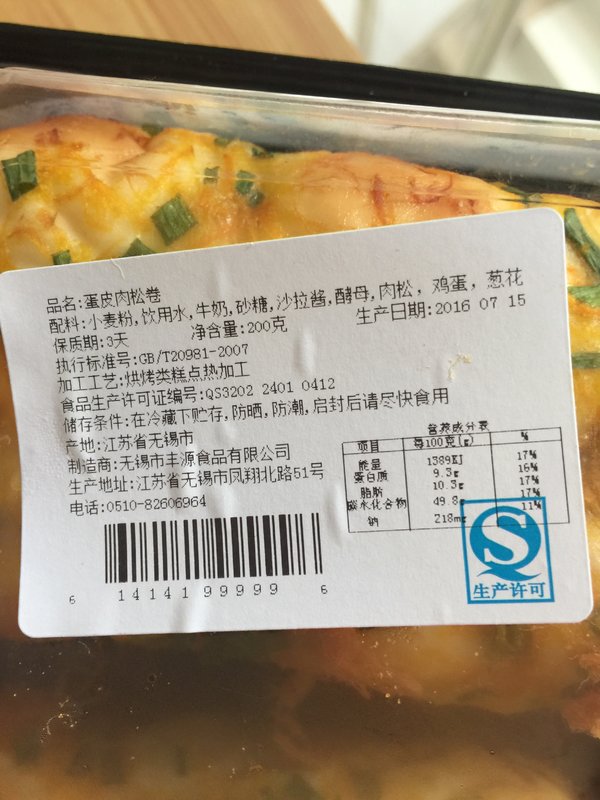 品名:蛋皮肉松卷
配料:小麦粉,饮用水,牛奶,砂糖,沙拉酱,酵母,肉松,鸡蛋,葱花
保质期:3天 净含量:200克 生产日期:2016 07 15
执行标准号:GB/T20981-2007
加工工艺:烘烤类糕点热加工
食品生产许可证编号:QS3202 2401 0412
储存条件:在冷藏下贮存,防晒,防潮,启封后请尽快食用
产地:江苏省无锡市
制造商:无锡市丰源食品有限公司
生产地址:江苏省无锡市凤翔北路51号
电话:0510-82606964
营养成分表
项目 每100克(g) %
能量 1389KJ 17%
蛋白质 9.3g 16%
脂肪 10.3g 17%
碳水化合物 49.8g 17%
钠 218mg 11%
生产许可
6 14141 99999 6